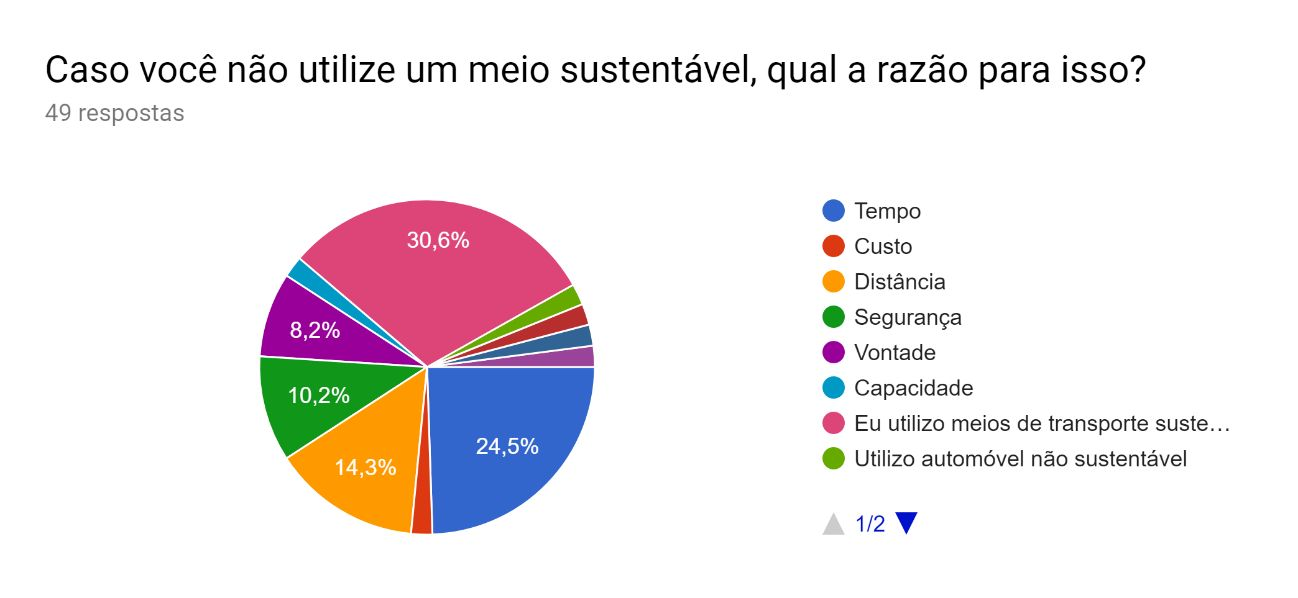 Caso você não utilize um meio sustentável, qual a razão para isso?
49 respostas
30,6%
8,2%
10,2%
14,3%
24,5%
Tempo
Custo
Distância
Segurança
Vontade
Capacidade
Eu utilizo meios de transporte suste…
Utilizo automóvel não sustentável
1/2